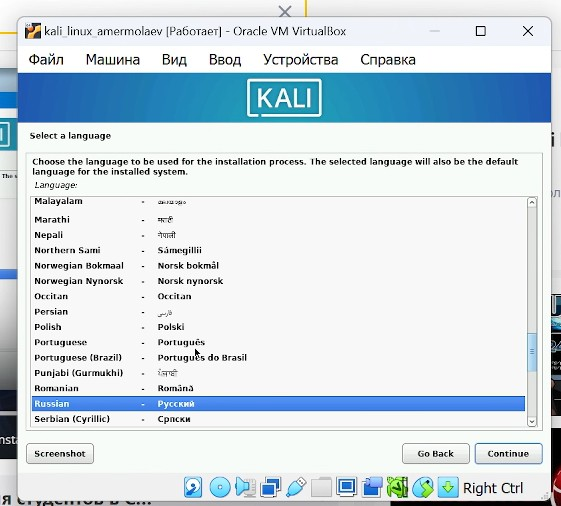 kali_linux_amermolaev [Работает] - Oracle VM VirtualBox
Файл Машина Вид Ввод Устройства Справка
KALI
Select a language
Choose the language to be used for the installation process. The selected language will also be the default
language for the installed system.
Language:
Malayalam - മലയാളം
Marathi - मराठी
Nepali - नेपाली
Northern Sami - Sámegillii
Norwegian Bokmaal - Norsk bokmål
Norwegian Nynorsk - Norsk nynorsk
Occitan - Occitan
Persian - فارسی
Polish - Polski
Portuguese - Português
Portuguese (Brazil) - Português do Brasil
Punjabi (Gurmukhi) - ਪੰਜਾਬੀ
Romanian - Română
Russian - Русский
Serbian (Cyrillic) - Српски
Screenshot Go Back Continue
Right Ctrl